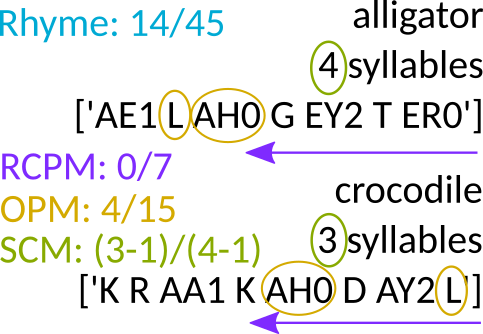 alligator
Rhyme: 14/45
4 syllables
['AE1 L AH0 G EY2 T ER0']
RCPM: 0/7
crocodile
OPM: 4/15
3 syllables
SCM: (3-1)/(4-1)
['K R AA1 K AH0 D AY2 L']